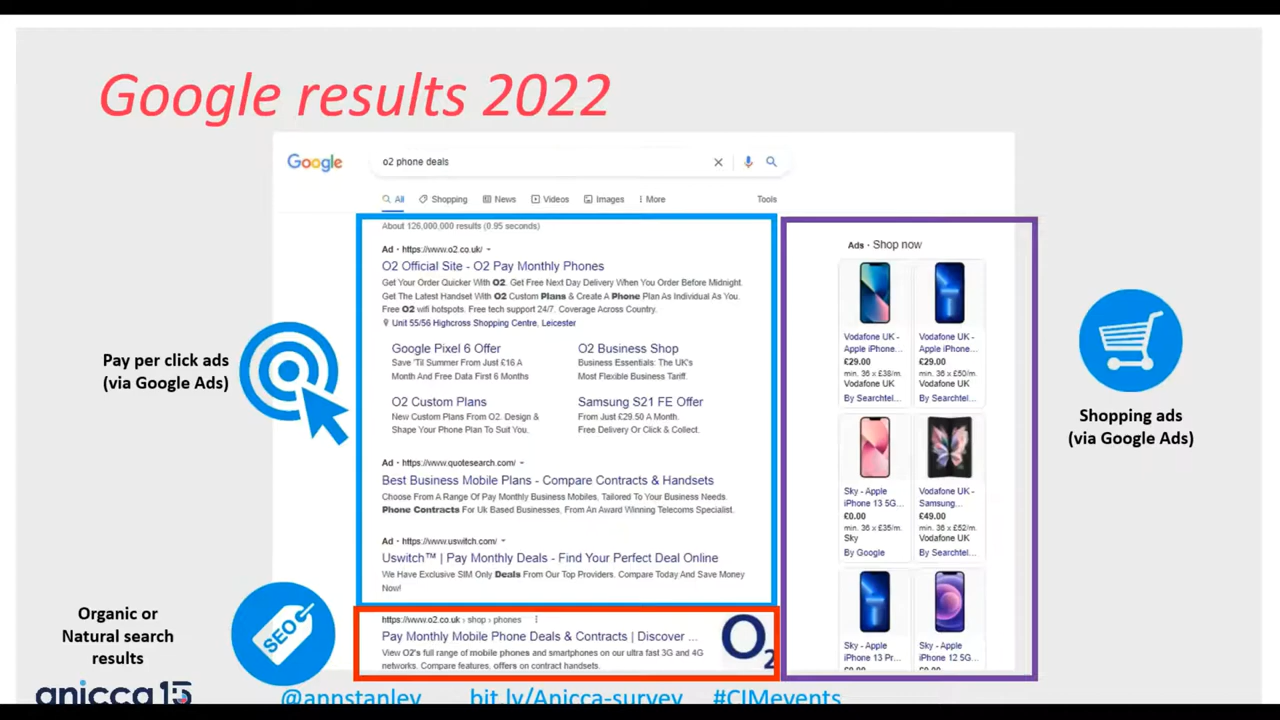 Google results 2022
Google
o2 phone deals
All
Shopping
News
Videos
Images
More
Tools
About 126,000,000 results (0.95 seconds)
Ad · https://www.o2.co.uk/
O2 Official Site - O2 Pay Monthly Phones
Get Your Order Quicker With O2. Get Free Next Day Delivery When You Order Before Midnight.
Get The Latest Handset With O2 Custom Plans & Create A Phone Plan As Individual As You.
Free O2 wifi hotspots. Free tech support 24/7. Coverage Across Country.
Unit 55/56 Highcross Shopping Centre, Leicester
Google Pixel 6 Offer
Save 'Til Summer From Just £16 A
Month And Free Data First 6 Months
O2 Business Shop
Business Essentials: The UK's
Most Flexible Business Tariff.
O2 Custom Plans
New Custom Plans From O2. Design &
Shape Your Phone Plan To Suit You.
Samsung S21 FE Offer
From Just £29.50 A Month.
Free Delivery Or Click & Collect.
Ad · https://www.quotesearch.com/
Best Business Mobile Plans - Compare Contracts & Handsets
Choose From A Range Of Pay Monthly Business Mobiles, Tailored To Your Business Needs.
Phone Contracts For Uk Based Businesses, From An Award Winning Telecoms Specialist.
Ad · https://www.uswitch.com/
Uswitch™ | Pay Monthly Deals - Find Your Perfect Deal Online
We Have Exclusive SIM Only Deals From Our Top Providers. Compare Today And Save Money
Now!
https://www.o2.co.uk › shop › phones
Pay Monthly Mobile Phone Deals & Contracts | Discover ...
View O2's full range of mobile phones and smartphones on our ultra fast 3G and 4G
networks. Compare features, offers on contract handsets.
O2
Ads · Shop now
Vodafone UK -
Apple iPhone...
£29.00
min. 36 x £38/m...
Vodafone UK
By Searchtel...
Vodafone UK -
Apple iPhone...
£29.00
min. 36 x £50/m...
Vodafone UK
By Searchtel...
Sky - Apple
iPhone 13 5G...
£0.00
min. 36 x £35/m...
Sky
By Google
Vodafone UK -
Samsung...
£49.00
min. 36 x £52/m...
Vodafone UK
By Searchtel...
Sky - Apple
iPhone 13 Pr...
Sky - Apple
iPhone 12 5G...
Pay per click ads
(via Google Ads)
Shopping ads
(via Google Ads)
Organic or
Natural search
results
SEO
anicca 15
@annstanley
bit.ly/Anicca-survey
#CIMevents